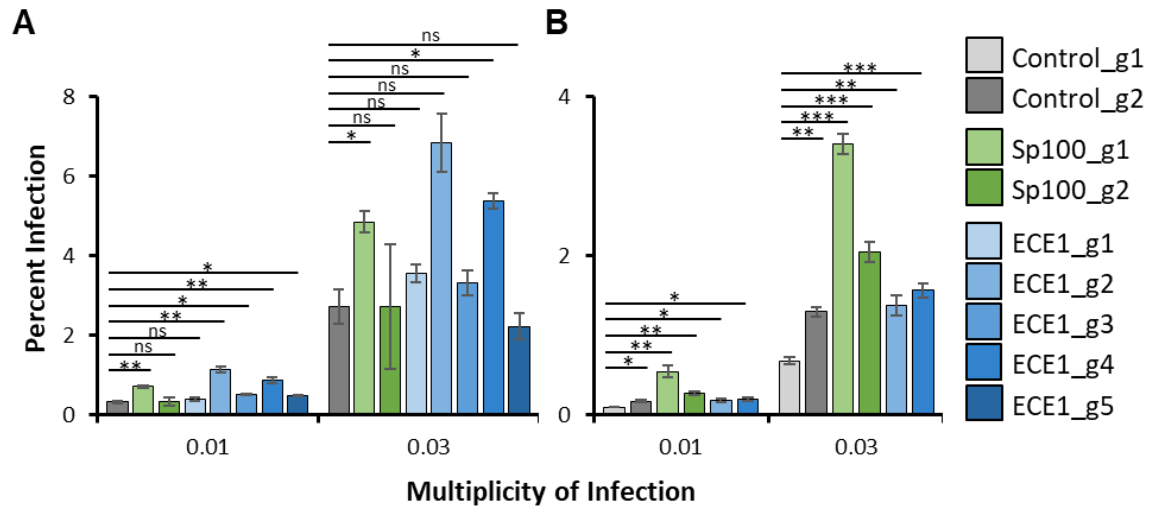 A
B
Percent Infection
8
6
4
2
0
**
ns
ns
**
*
**
*
0.01
*
ns
ns
ns
ns
*
ns
0.03
4
2
0
*
**
**
*
*
0.01
**
***
***
**
***
0.03
Multiplicity of Infection
Control_g1
Control_g2
Sp100_g1
Sp100_g2
ECE1_g1
ECE1_g2
ECE1_g3
ECE1_g4
ECE1_g5